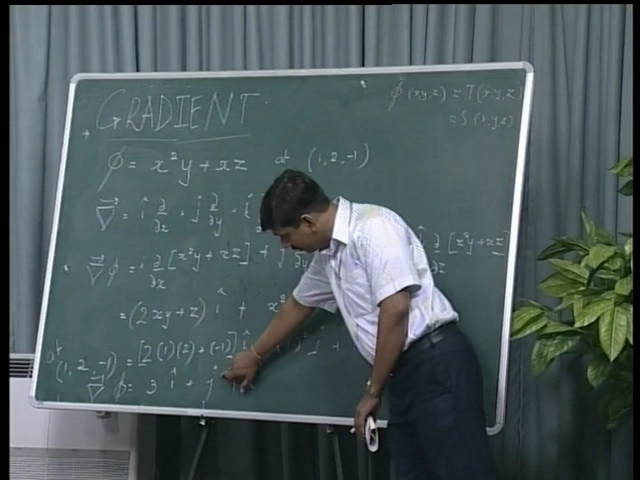 GRADIENT
φ(x,y,z) = T(x,y,z)
= S(x,y,z)
φ = x²y + xz at (1,2,-1)
∇ = i ∂/∂x + j ∂/∂y +
∇φ = i ∂/∂x [x²y+xz] + j ∂/∂z [x²y+xz]
= (2xy+z) i + x²
at (1,2,-1) = [2(1)(2)+(-1)] i
∇φ = 3 i + j